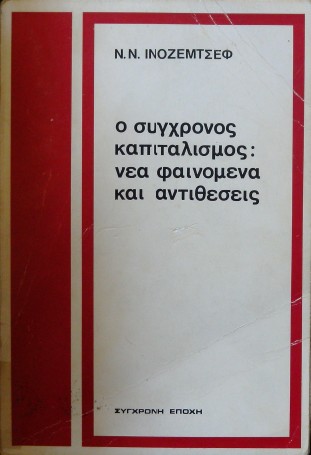 Ν.Ν. ΙΝΟΖΕΜΤΣΕΦ
ο συγχρονος
καπιταλισμος:
νεα φαινομενα
και αντιθεσεις
ΣΥΓΧΡΟΝΗ ΕΠΟΧΗ